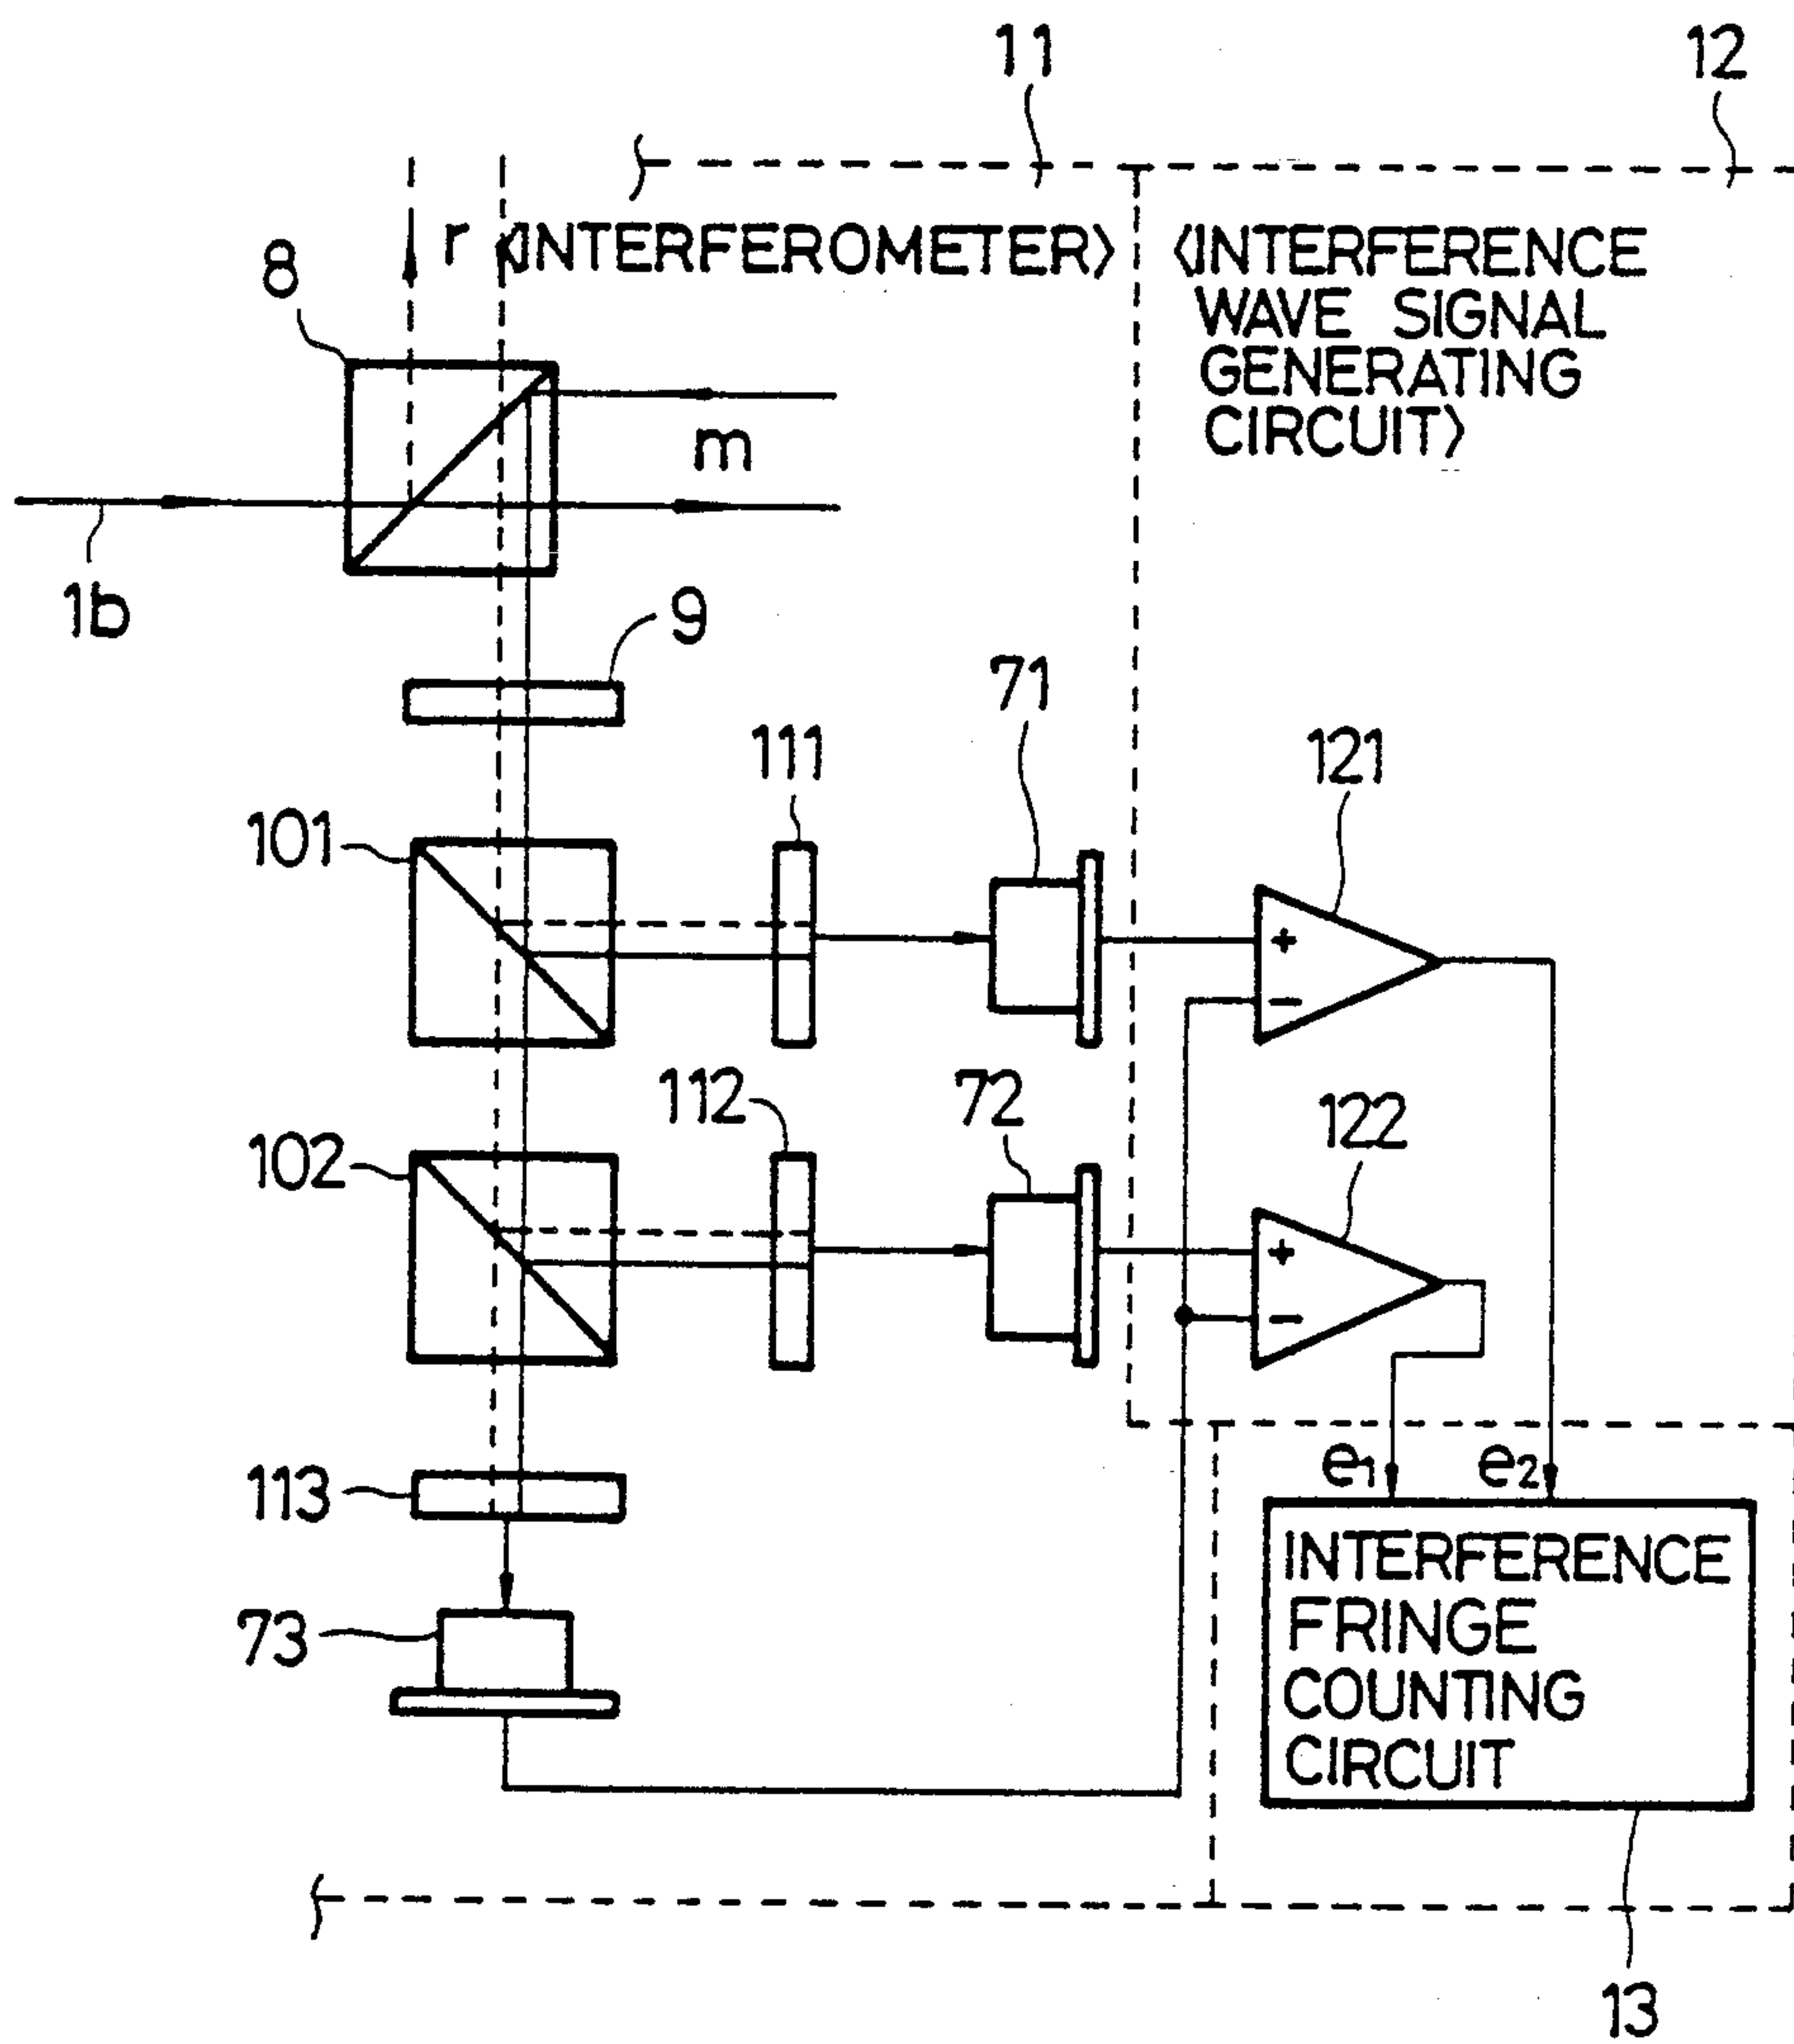 11
12
r
〈INTERFEROMETER〉
〈INTERFERENCE
WAVE SIGNAL
GENERATING
CIRCUIT〉
8
m
1b
9
71
111
121
101
+
−
112
72
122
102
+
−
113
e1
e2
73
INTERFERENCE
FRINGE
COUNTING
CIRCUIT
13